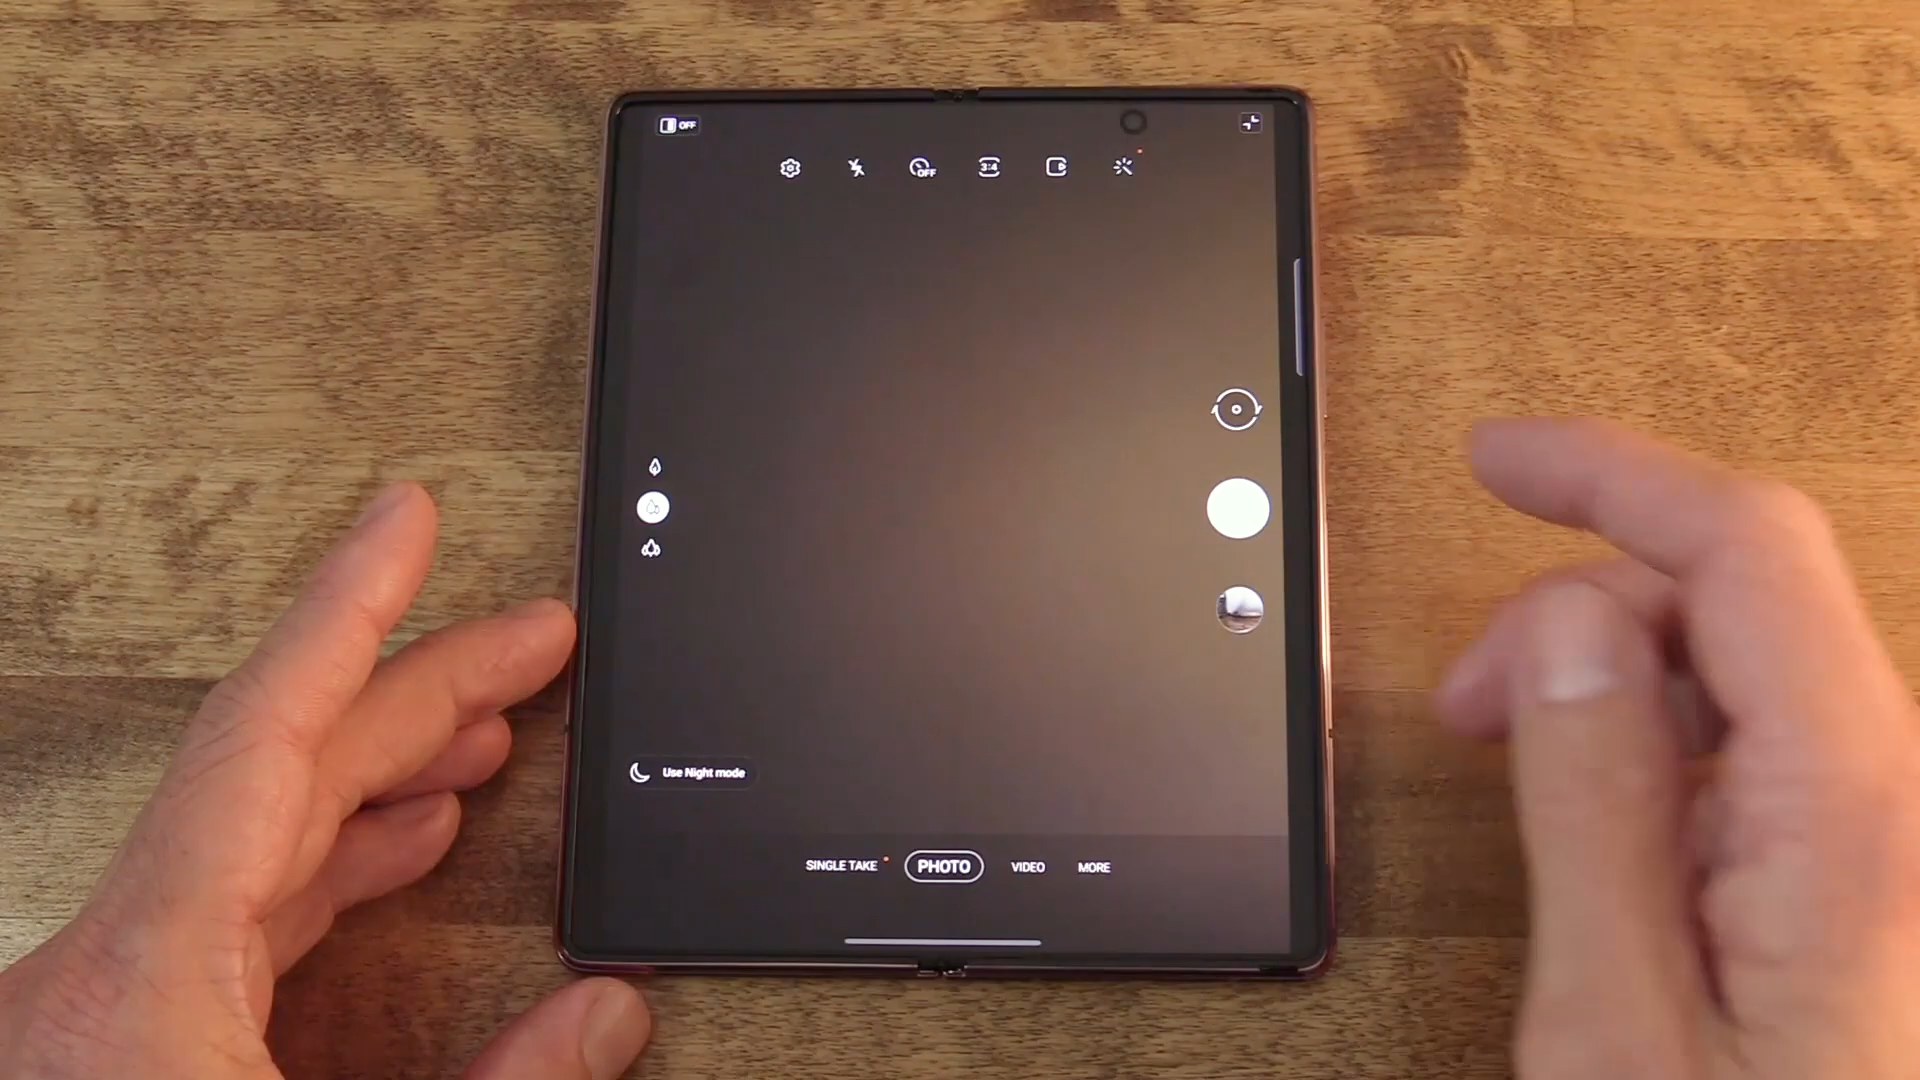 OFF
OFF
3:4
Use Night mode
SINGLE TAKE
PHOTO
VIDEO
MORE